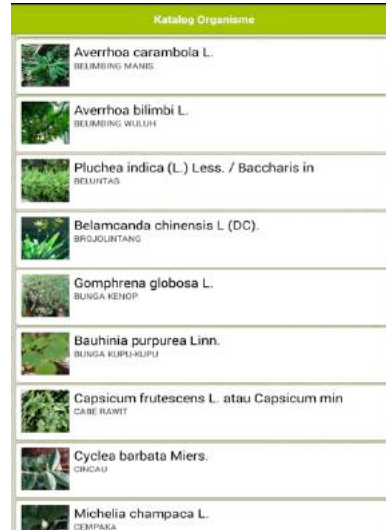 Katalog Organisme
Averrhoa carambola L.
BELIMBING MANIS
Averrhoa bilimbi L.
BELIMBING WULUH
Pluchea indica (L.) Less. / Baccharis in
BELUNTAS
Belamcanda chinensis L (DC).
BROJOLINTANG
Gomphrena globosa L.
BUNGA KENOP
Bauhinia purpurea Linn.
BUNGA KUPU-KUPU
Capsicum frutescens L. atau Capsicum min
CABE RAWIT
Cyclea barbata Miers.
CINCAU
Michelia champaca L.
CEMPAKA